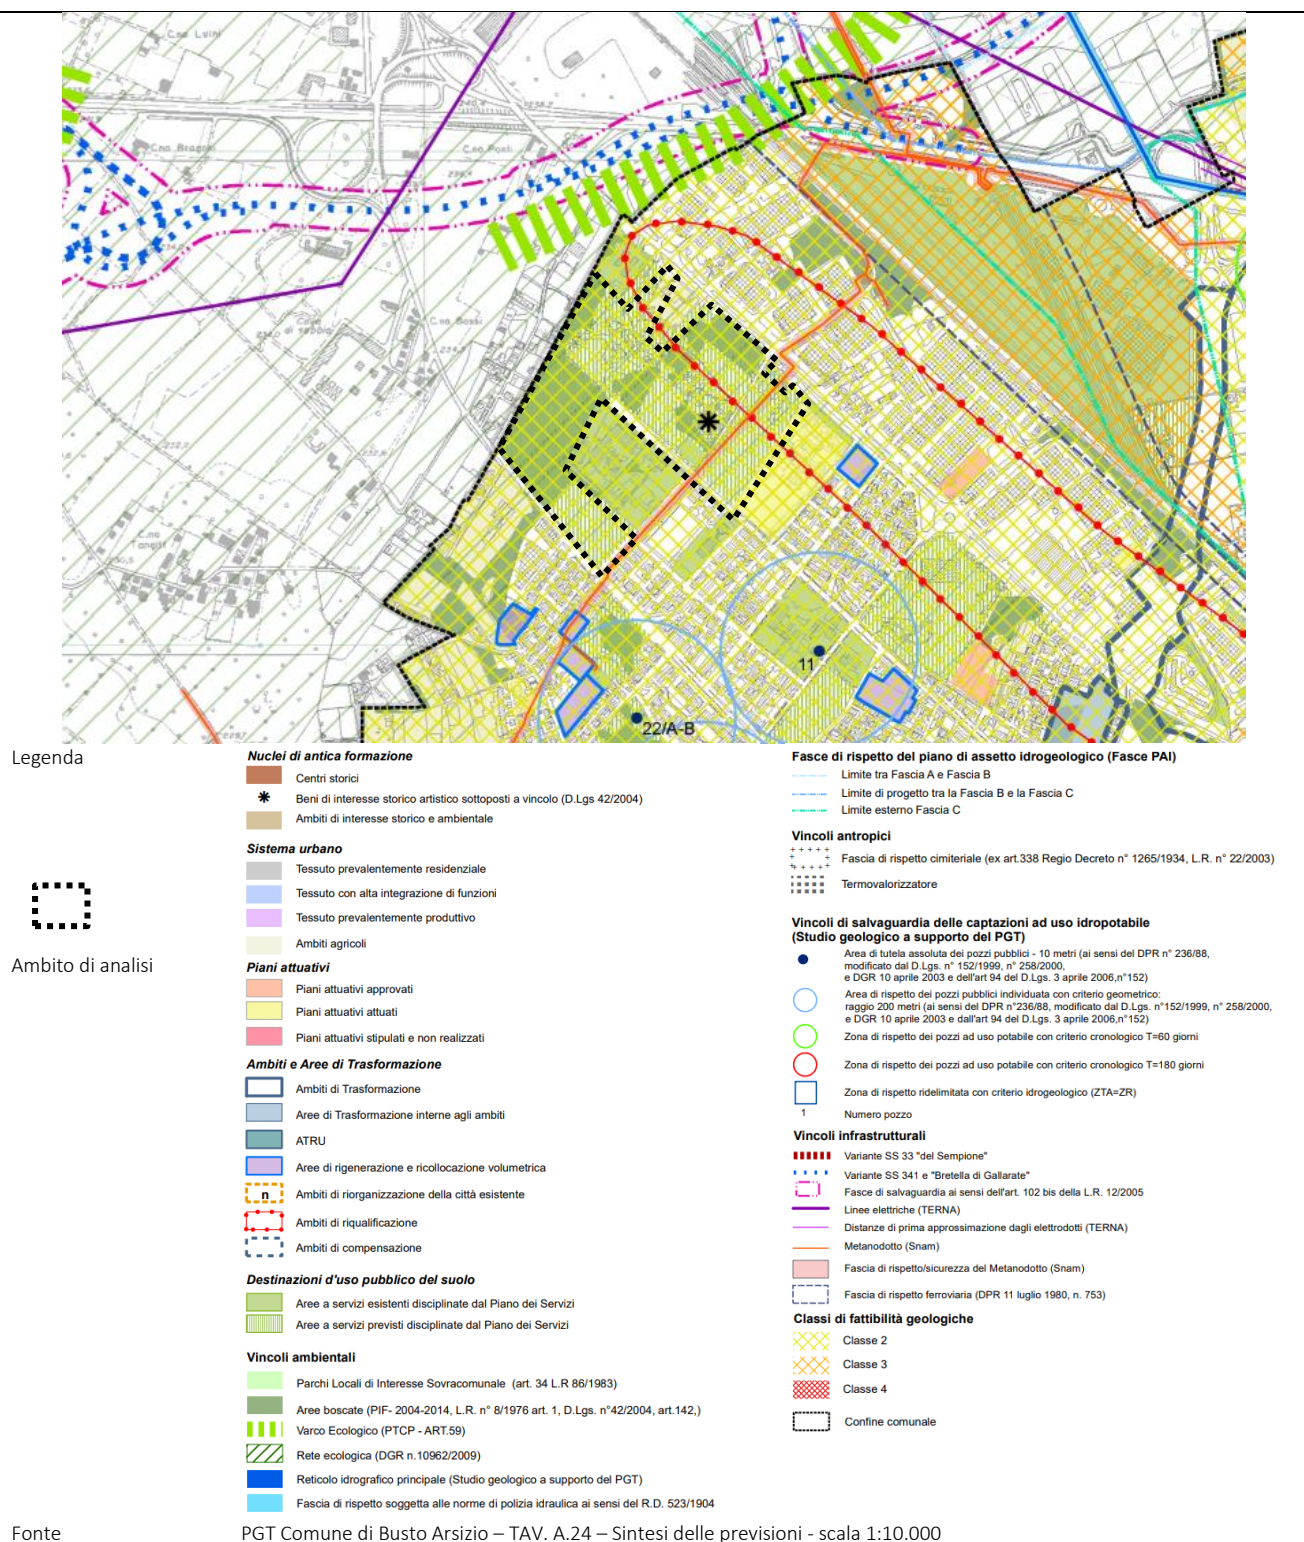 C.na Luini
C.na Bragoni
C.na Ponti
C.na Bossi
Cava
di sabbia
11
22/A-B
Legenda
Ambito di analisi
Nuclei di antica formazione
Centri storici
Beni di interesse storico artistico sottoposti a vincolo (D.Lgs 42/2004)
Ambiti di interesse storico e ambientale
Sistema urbano
Tessuto prevalentemente residenziale
Tessuto con alta integrazione di funzioni
Tessuto prevalentemente produttivo
Ambiti agricoli
Piani attuativi
Piani attuativi approvati
Piani attuativi attuati
Piani attuativi stipulati e non realizzati
Ambiti e Aree di Trasformazione
Ambiti di Trasformazione
Aree di Trasformazione interne agli ambiti
ATRU
Aree di rigenerazione e ricollocazione volumetrica
n
Ambiti di riorganizzazione della città esistente
Ambiti di riqualificazione
Ambiti di compensazione
Destinazioni d'uso pubblico del suolo
Aree a servizi esistenti disciplinate dal Piano dei Servizi
Aree a servizi previsti disciplinate dal Piano dei Servizi
Vincoli ambientali
Parchi Locali di Interesse Sovracomunale (art. 34 L.R 86/1983)
Aree boscate (PIF- 2004-2014, L.R. n° 8/1976 art. 1, D.Lgs. n°42/2004, art.142,)
Varco Ecologico (PTCP - ART.59)
Rete ecologica (DGR n.10962/2009)
Reticolo idrografico principale (Studio geologico a supporto del PGT)
Fascia di rispetto soggetta alle norme di polizia idraulica ai sensi del R.D. 523/1904
Fasce di rispetto del piano di assetto idrogeologico (Fasce PAI)
Limite tra Fascia A e Fascia B
Limite di progetto tra la Fascia B e la Fascia C
Limite esterno Fascia C
Vincoli antropici
Fascia di rispetto cimiteriale (ex art.338 Regio Decreto n° 1265/1934, L.R. n° 22/2003)
Termovalorizzatore
Vincoli di salvaguardia delle captazioni ad uso idropotabile
(Studio geologico a supporto del PGT)
Area di tutela assoluta dei pozzi pubblici - 10 metri (ai sensi del DPR n° 236/88,
modificato dal D.Lgs. n° 152/1999, n° 258/2000,
e DGR 10 aprile 2003 e dell'art 94 del D.Lgs. 3 aprile 2006,n°152)
Area di rispetto dei pozzi pubblici individuata con criterio geometrico:
raggio 200 metri (ai sensi del DPR n°236/88, modificato dal D.Lgs. n°152/1999, n° 258/2000,
e DGR 10 aprile 2003 e dall'art 94 del D.Lgs. 3 aprile 2006,n°152)
Zona di rispetto dei pozzi ad uso potabile con criterio cronologico T=60 giorni
Zona di rispetto dei pozzi ad uso potabile con criterio cronologico T=180 giorni
Zona di rispetto ridelimitata con criterio idrogeologico (ZTA=ZR)
1 Numero pozzo
Vincoli infrastrutturali
Variante SS 33 "del Sempione"
Variante SS 341 e "Bretella di Gallarate"
Fasce di salvaguardia ai sensi dell'art. 102 bis della L.R. 12/2005
Linee elettriche (TERNA)
Distanze di prima approssimazione dagli elettrodotti (TERNA)
Metanodotto (Snam)
Fascia di rispetto/sicurezza del Metanodotto (Snam)
Fascia di rispetto ferroviaria (DPR 11 luglio 1980, n. 753)
Classi di fattibilità geologiche
Classe 2
Classe 3
Classe 4
Confine comunale
Fonte
PGT Comune di Busto Arsizio – TAV. A.24 – Sintesi delle previsioni - scala 1:10.000